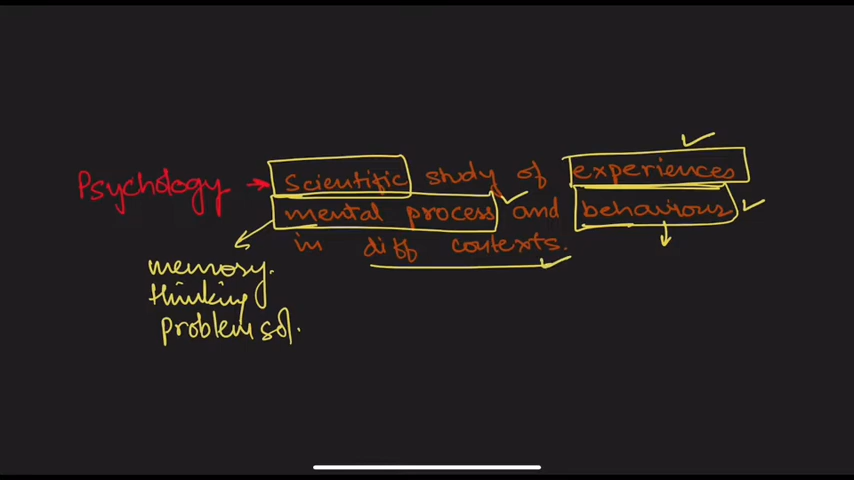 Psychology → scientific study of experiences
mental process and behaviours
in diff contexts.
memory.
thinking
problem sol.